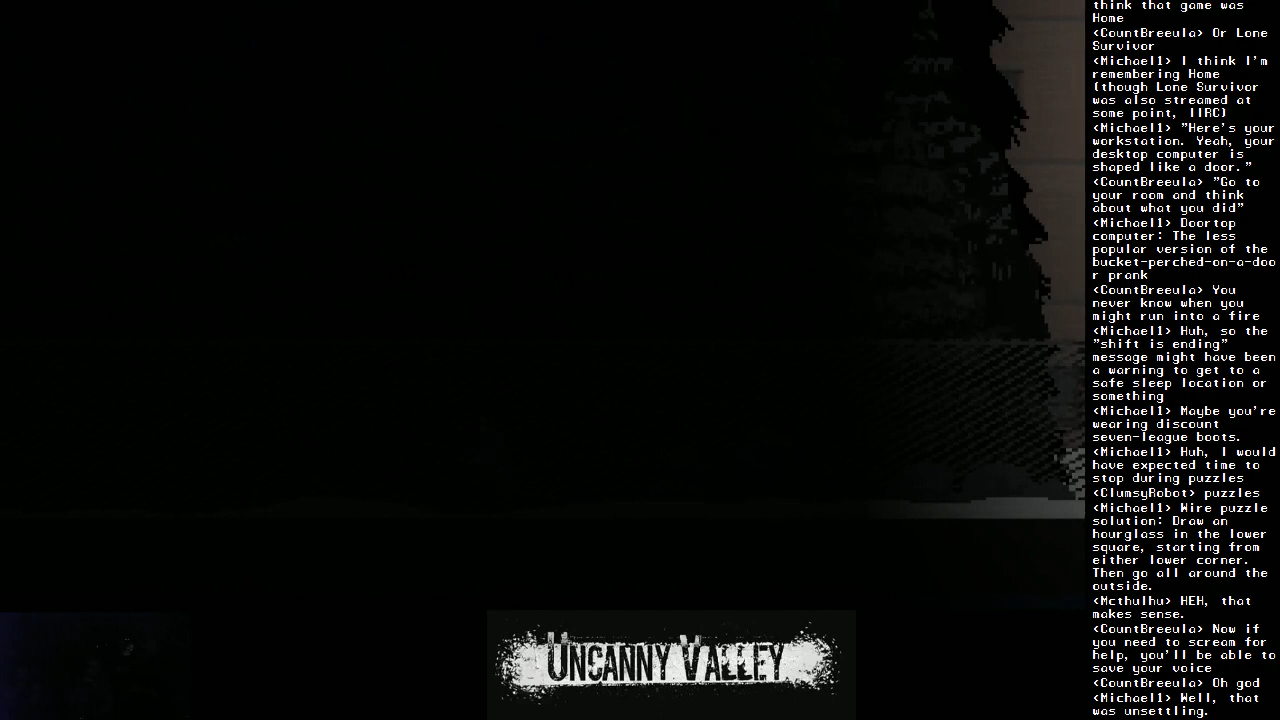 think that game was
Home
<CountBreeula> Or Lone
Survivor
<Michael1> I think I'm
remembering Home
(though Lone Survivor
was also streamed at
some point, IIRC)
<Michael1> "Here's your
workstation. Yeah, your
desktop computer is
shaped like a door."
<CountBreeula> "Go to
your room and think
about what you did"
<Michael1> Doortop
computer: The less
popular version of the
bucket-perched-on-a-doo
r prank
<CountBreeula> You
never know when you
might run into a fire
<Michael1> Huh, so the
"shift is ending"
message might have been
a warning to get to a
safe sleep location or
something
<Michael1> Maybe you're
wearing discount
seven-league boots.
<Michael1> Huh, I would
have expected time to
stop during puzzles
<ClumsyRobot> puzzles
<Michael1> Wire puzzle
solution: Draw an
hourglass in the lower
square, starting from
either lower corner.
Then go all around the
outside.
<Mcthulhu> HEH, that
makes sense.
<CountBreeula> Now if
you need to scream for
help, you'll be able to
save your voice
<CountBreeula> Oh god
<Michael1> Well, that
was unsettling.
UNCANNY VALLEY